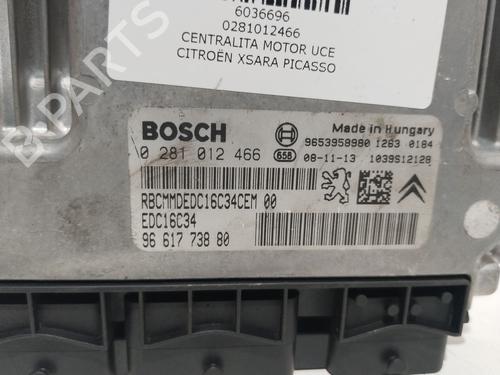 6036696
0281012466
CENTRALITA MOTOR UCE
CITROËN XSARA PICASSO
B-PARTS
BOSCH
Made in Hungary
9653958980 1263 0184
0 281 012 466
658
08-11-13
1039S12128
RBCMMDEDC16C34CEM 00
EDC16C34
96 617 738 80